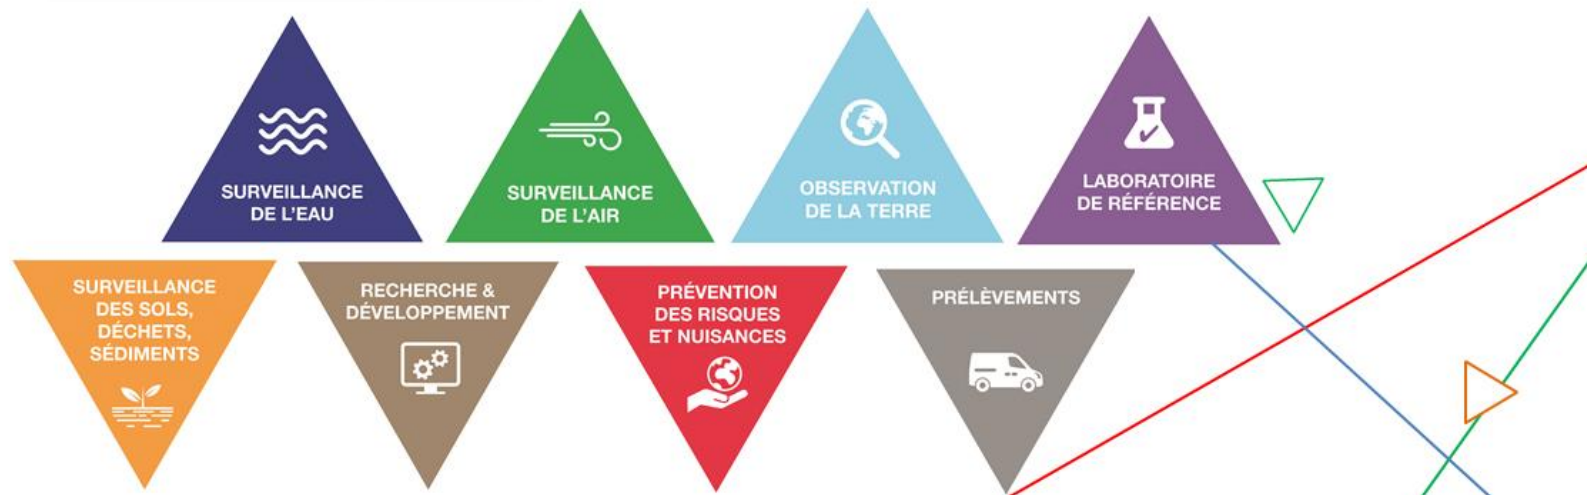 SURVEILLANCE
DE L'EAU
SURVEILLANCE
DE L'AIR
OBSERVATION
DE LA TERRE
LABORATOIRE
DE RÉFÉRENCE
SURVEILLANCE
DES SOLS,
DÉCHETS,
SÉDIMENTS
RECHERCHE &
DÉVELOPPEMENT
PRÉVENTION
DES RISQUES
ET NUISANCES
PRÉLÈVEMENTS